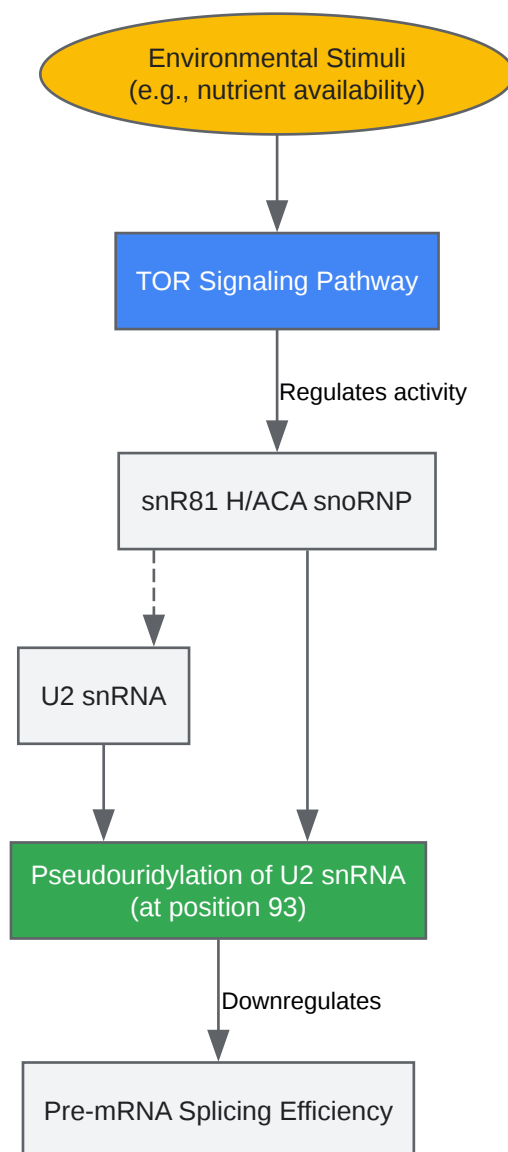 Environmental Stimuli
(e.g., nutrient availability)
TOR Signaling Pathway
Regulates activity
snR81 H/ACA snoRNP
U2 snRNA
Pseudouridylation of U2 snRNA
(at position 93)
Downregulates
Pre-mRNA Splicing Efficiency